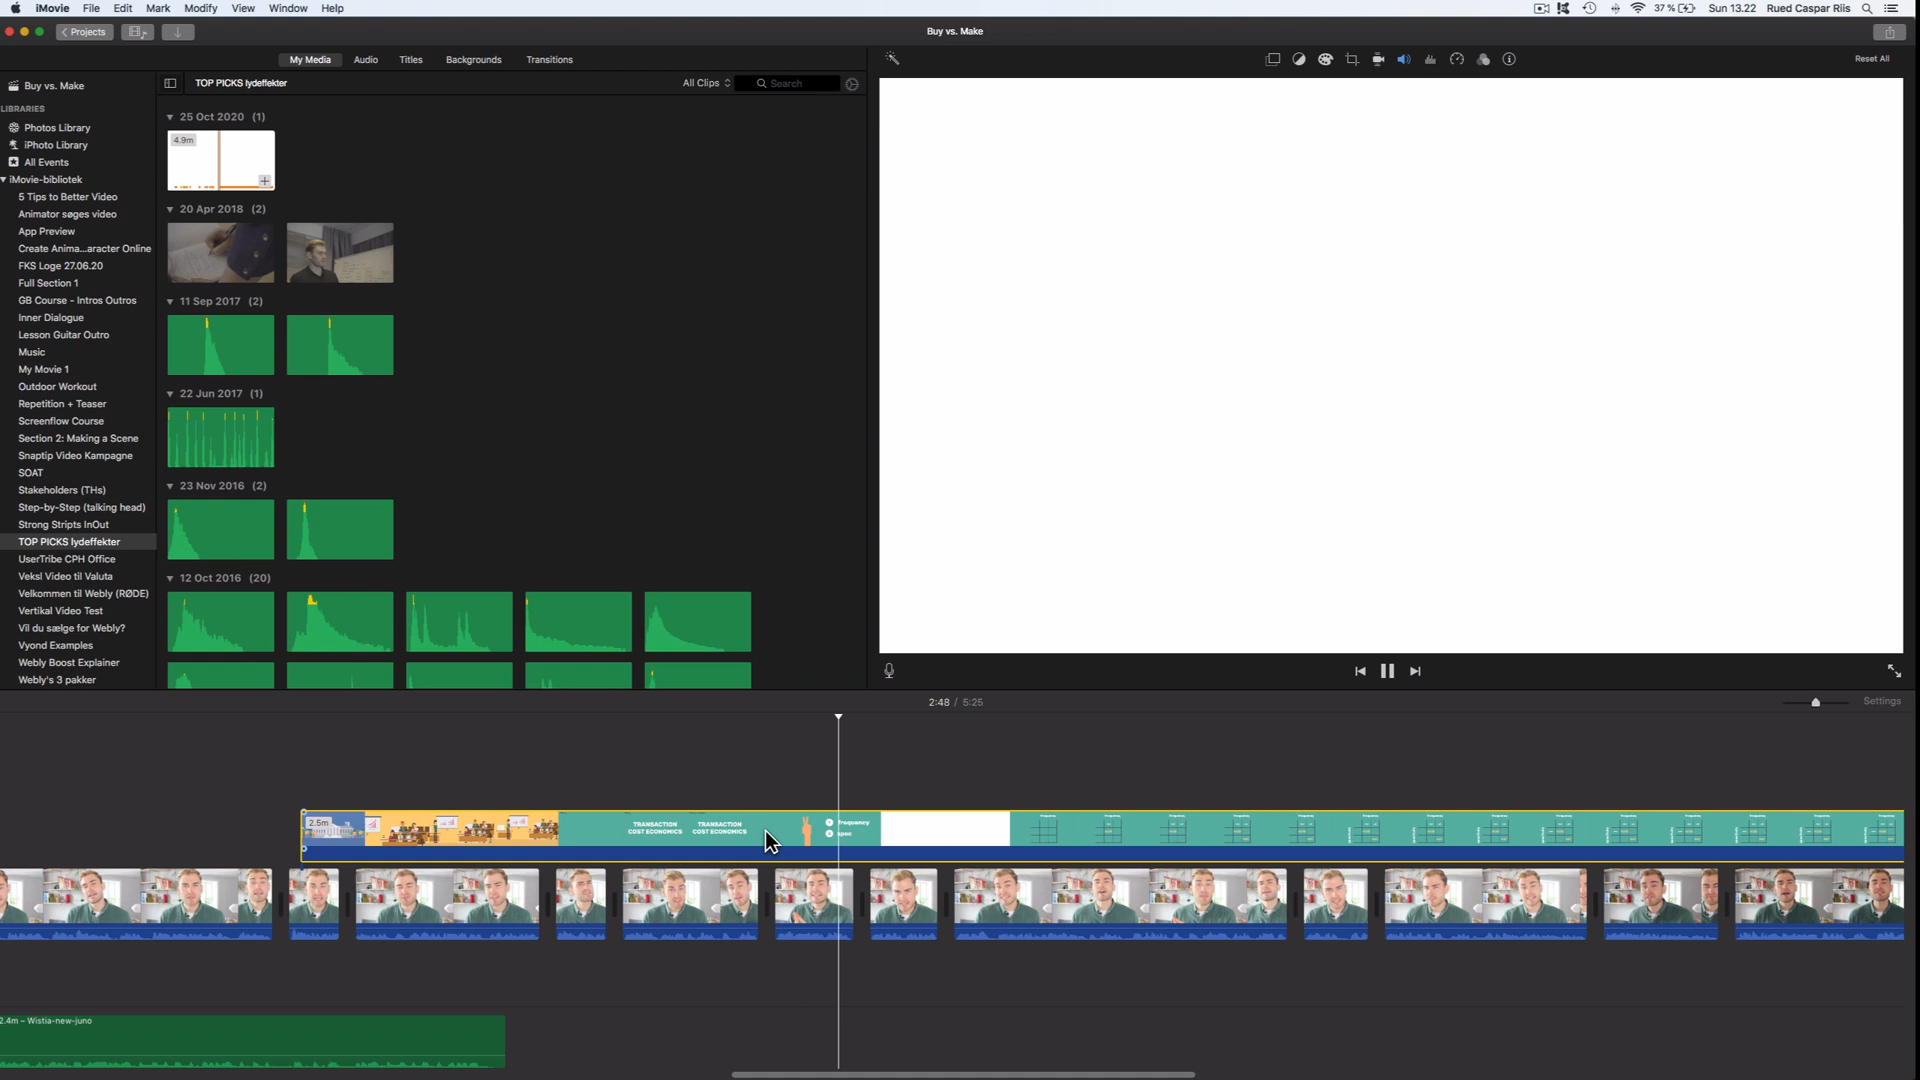 iMovie File Edit Mark Modify View Window Help
37 % Sun 13.22 Rued Caspar Riis
Projects
Buy vs. Make
My Media Audio Titles Backgrounds Transitions
Reset All
Buy vs. Make
TOP PICKS lydeffekter
All Clips
Search
LIBRARIES
Photos Library
iPhoto Library
All Events
iMovie-bibliotek
5 Tips to Better Video
Animator søges video
App Preview
Create Anima...aracter Online
FKS Loge 27.06.20
Full Section 1
GB Course - Intros Outros
Inner Dialogue
Lesson Guitar Outro
Music
My Movie 1
Outdoor Workout
Repetition + Teaser
Screenflow Course
Section 2: Making a Scene
Snaptip Video Kampagne
SOAT
Stakeholders (THs)
Step-by-Step (talking head)
Strong Stripts InOut
TOP PICKS lydeffekter
UserTribe CPH Office
Veksl Video til Valuta
Velkommen til Webly (RØDE)
Vertikal Video Test
Vil du sælge for Webly?
Vyond Examples
Webly Boost Explainer
Webly's 3 pakker
25 Oct 2020 (1)
4.9m
20 Apr 2018 (2)
11 Sep 2017 (2)
22 Jun 2017 (1)
23 Nov 2016 (2)
12 Oct 2016 (20)
2:48 / 5:25
Settings
2.5m
TRANSACTION
COST ECONOMICS
TRANSACTION
COST ECONOMICS
frequency
spec
2.4m – Wistia-new-juno